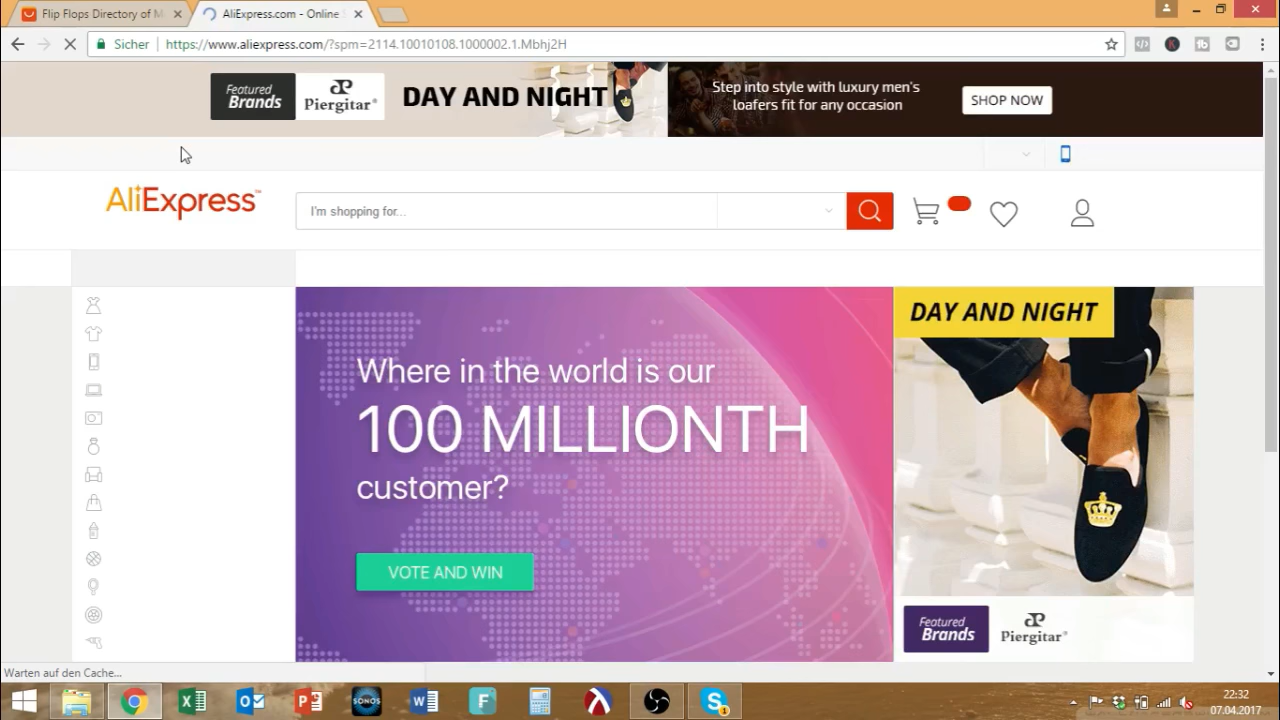 Flip Flops Directory of M
AliExpress.com - Online S
Sicher
https://www.aliexpress.com/?spm=2114.10010108.1000002.1.Mbhj2H
Featured
Brands
Piergitar®
DAY AND NIGHT
Step into style with luxury men's
loafers fit for any occasion
SHOP NOW
AliExpress™
I'm shopping for...
DAY AND NIGHT
Where in the world is our
100 MILLIONTH
customer?
VOTE AND WIN
Featured
Brands
Piergitar®
Warten auf den Cache...
SONOS
22:32
07.04.2017